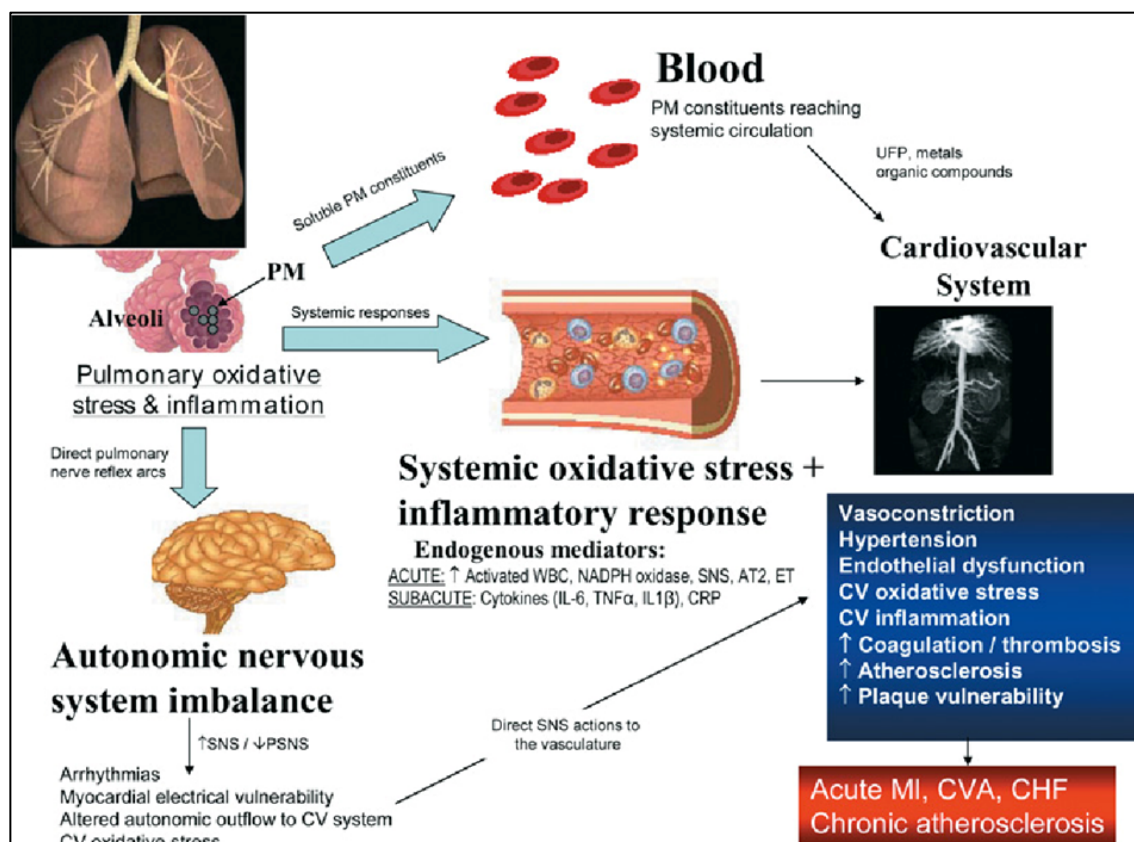 Blood
PM constituents reaching
systemic circulation
Soluble PM constituents
UFP, metals
organic compounds
Cardiovascular
System
PM
Alveoli
Systemic responses
Pulmonary oxidative
stress & inflammation
Direct pulmonary
nerve reflex arcs
Systemic oxidative stress +
inflammatory response
Endogenous mediators:
ACUTE: ↑ Activated WBC, NADPH oxidase, SNS, AT2, ET
SUBACUTE: Cytokines (IL-6, TNFα, IL1β), CRP
Autonomic nervous
system imbalance
↑SNS / ↓PSNS
Arrhythmias
Myocardial electrical vulnerability
Altered autonomic outflow to CV system
CV oxidative stress
Direct SNS actions to
the vasculature
Vasoconstriction
Hypertension
Endothelial dysfunction
CV oxidative stress
CV inflammation
↑ Coagulation / thrombosis
↑ Atherosclerosis
↑ Plaque vulnerability
Acute MI, CVA, CHF
Chronic atherosclerosis